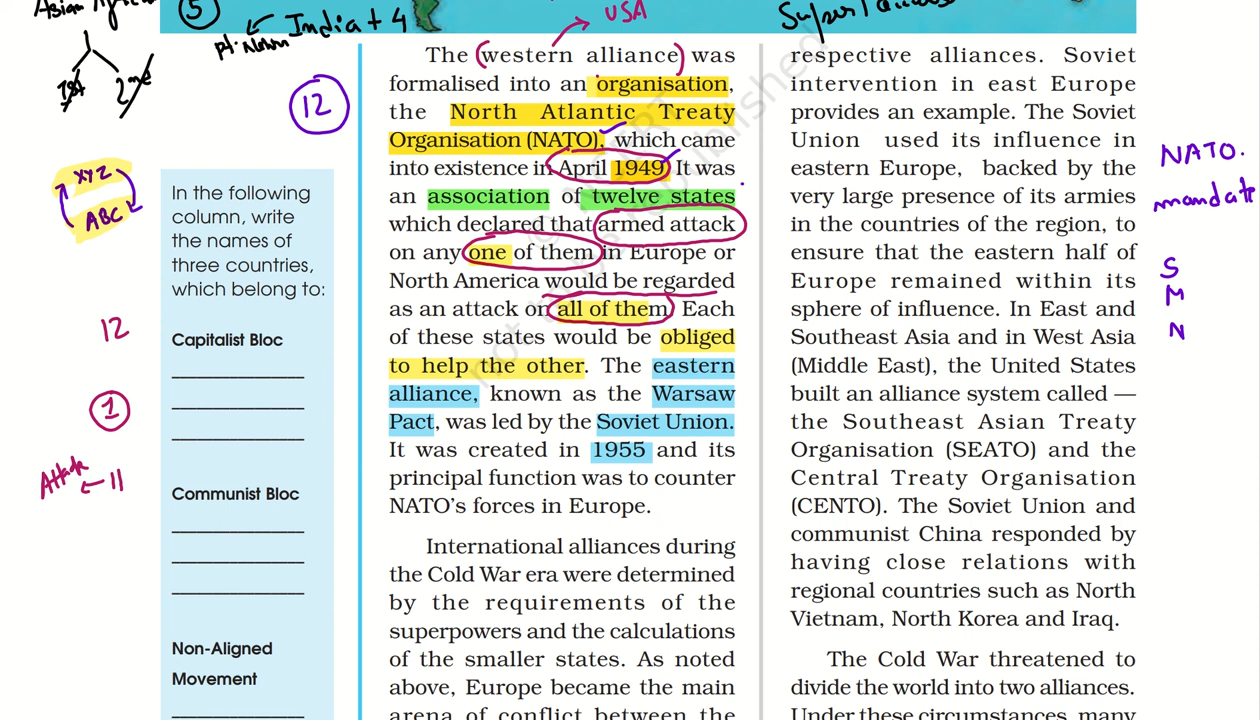 5
India + 4
USA
12
XYZ
ABC
12
1
Attack
← 11
In the following
column, write
the names of
three countries,
which belong to:
Capitalist Bloc
Communist Bloc
Non-Aligned
Movement
The (western alliance) was
formalised into an organisation,
the North Atlantic Treaty
Organisation (NATO), which came
into existence in April 1949. It was
an association of twelve states
which declared that armed attack
on any one of them in Europe or
North America would be regarded
as an attack on all of them. Each
of these states would be obliged
to help the other. The eastern
alliance, known as the Warsaw
Pact, was led by the Soviet Union.
It was created in 1955 and its
principal function was to counter
NATO’s forces in Europe.
International alliances during
the Cold War era were determined
by the requirements of the
superpowers and the calculations
of the smaller states. As noted
above, Europe became the main
arena of conflict between the
respective alliances. Soviet
intervention in east Europe
provides an example. The Soviet
Union used its influence in
eastern Europe, backed by the
very large presence of its armies
in the countries of the region, to
ensure that the eastern half of
Europe remained within its
sphere of influence. In East and
Southeast Asia and in West Asia
(Middle East), the United States
built an alliance system called —
the Southeast Asian Treaty
Organisation (SEATO) and the
Central Treaty Organisation
(CENTO). The Soviet Union and
communist China responded by
having close relations with
regional countries such as North
Vietnam, North Korea and Iraq.
The Cold War threatened to
divide the world into two alliances.
Under these circumstances, many
NATO.
mandate
S
M
N